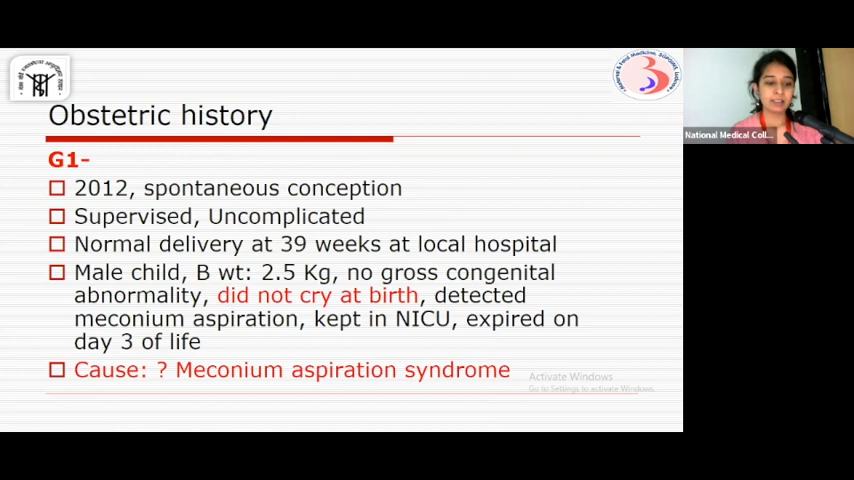 Obstetric history
G1-
2012, spontaneous conception
Supervised, Uncomplicated
Normal delivery at 39 weeks at local hospital
Male child, B wt: 2.5 Kg, no gross congenital
abnormality, did not cry at birth, detected
meconium aspiration, kept in NICU, expired on
day 3 of life
Cause: ? Meconium aspiration syndrome
Activate Windows
Go to Settings to activate Windows.
National Medical Coll...